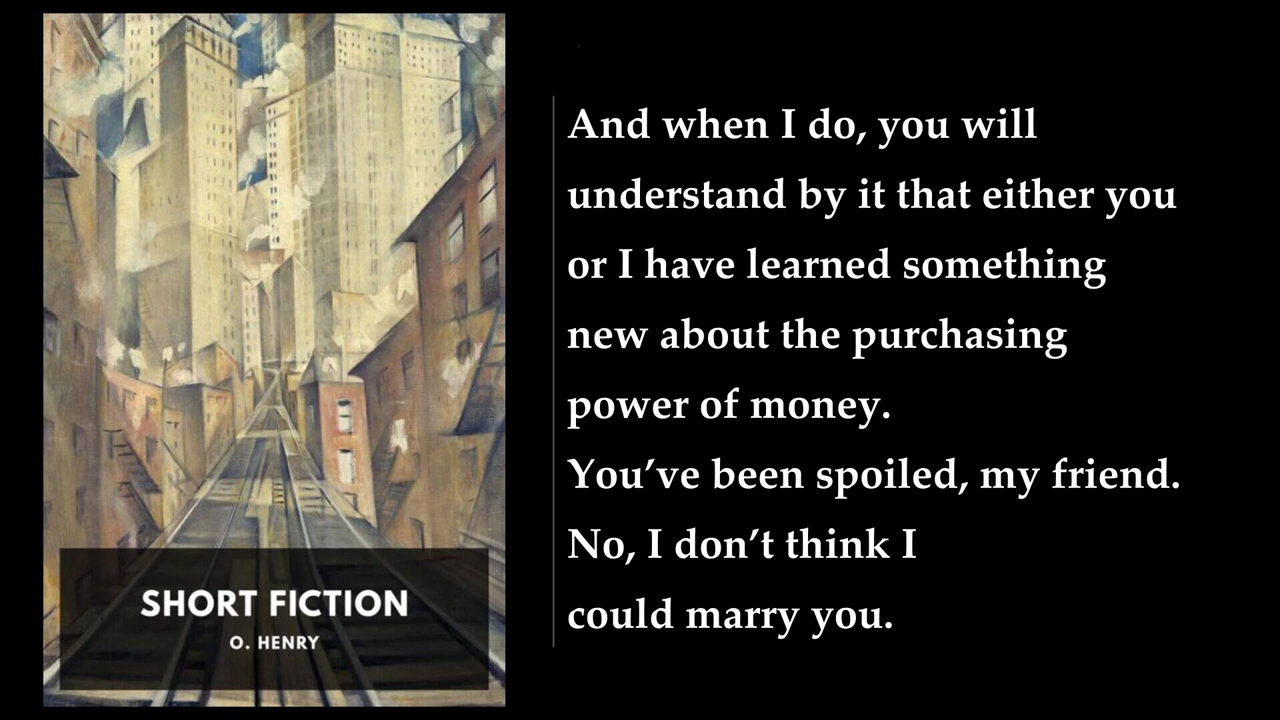 SHORT FICTION
O. HENRY
And when I do, you will
understand by it that either you
or I have learned something
new about the purchasing
power of money.
You’ve been spoiled, my friend.
No, I don’t think I
could marry you.